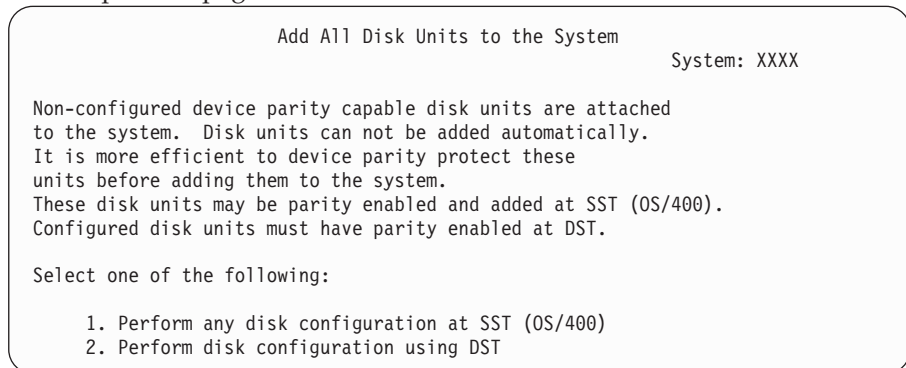 Add All Disk Units to the System
System: XXXX
Non-configured device parity capable disk units are attached
to the system. Disk units can not be added automatically.
It is more efficient to device parity protect these
units before adding them to the system.
These disk units may be parity enabled and added at SST (OS/400).
Configured disk units must have parity enabled at DST.
Select one of the following:
1. Perform any disk configuration at SST (OS/400)
2. Perform disk configuration using DST